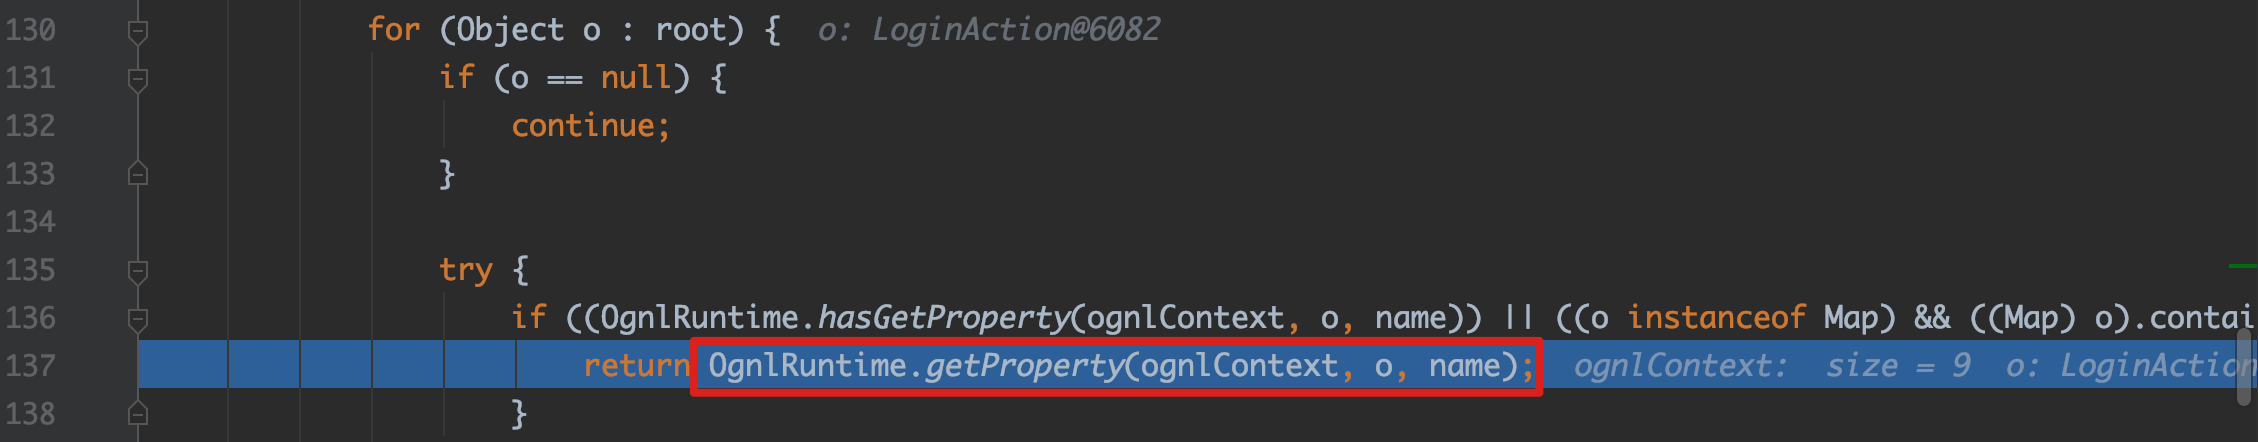 130 for (Object o : root) { o: LoginAction@6082
131 if (o == null) {
132 continue;
133 }
134
135 try {
136 if ((OgnlRuntime.hasGetProperty(ognlContext, o, name)) || ((o instanceof Map) && ((Map) o).contai
137 return OgnlRuntime.getProperty(ognlContext, o, name); ognlContext: size = 9 o: LoginAction
138 }